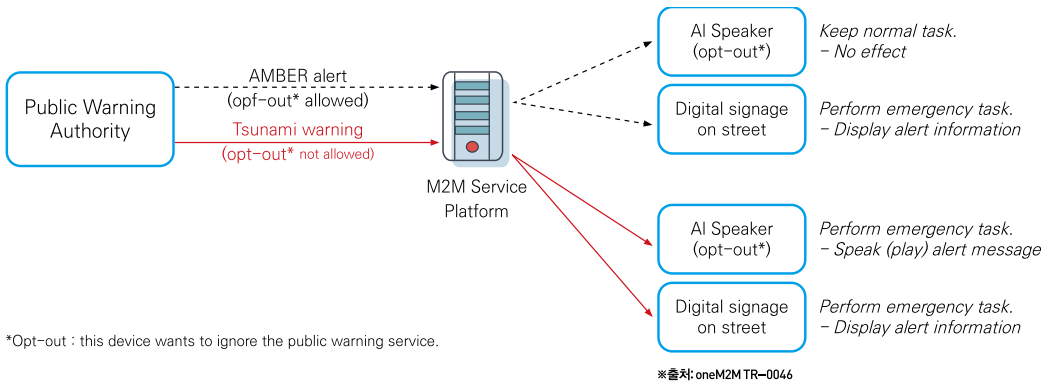 Public Warning
Authority
AMBER alert
(opf-out* allowed)
Tsunami warning
(opt-out* not allowed)
M2M Service
Platform
AI Speaker
(opt-out*)
Keep normal task.
- No effect
Digital signage
on street
Perform emergency task.
- Display alert information
AI Speaker
(opt-out*)
Perform emergency task.
- Speak (play) alert message
Digital signage
on street
Perform emergency task.
- Display alert information
*Opt-out : this device wants to ignore the public warning service.
※출처: oneM2M TR-0046